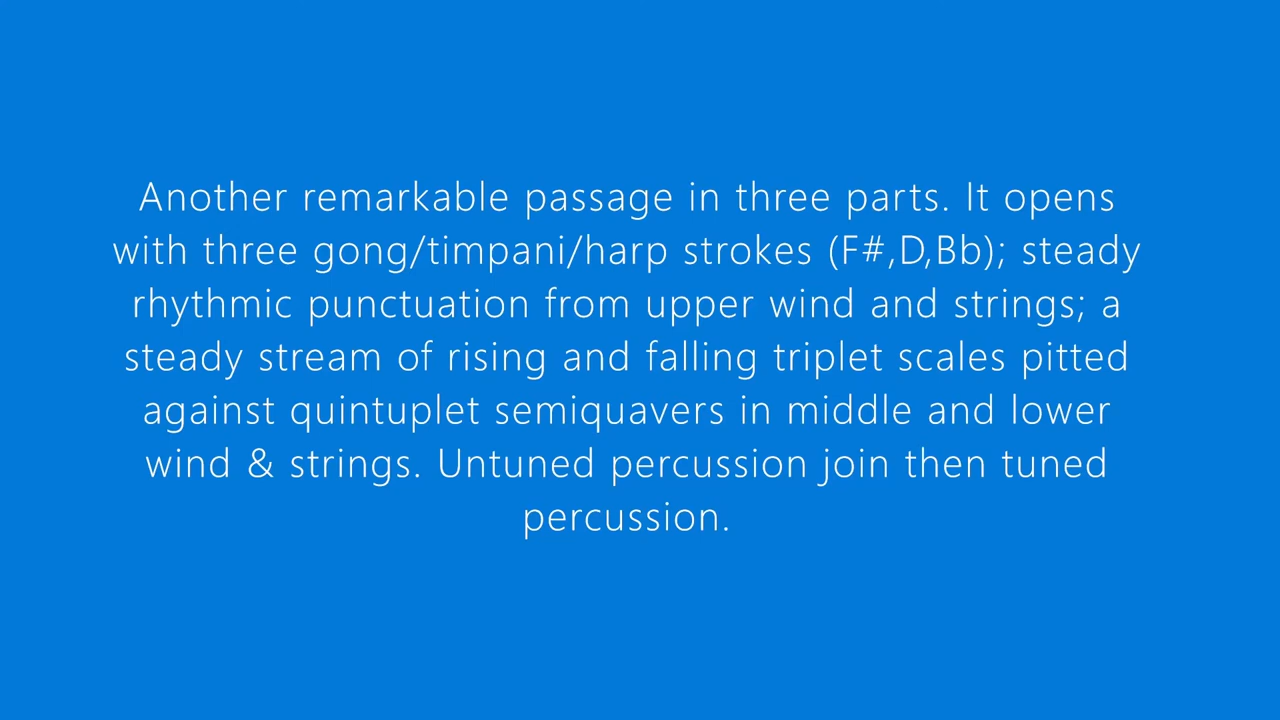 Another remarkable passage in three parts. It opens
with three gong/timpani/harp strokes (F#,D,Bb); steady
rhythmic punctuation from upper wind and strings; a
steady stream of rising and falling triplet scales pitted
against quintuplet semiquavers in middle and lower
wind & strings. Untuned percussion join then tuned
percussion.